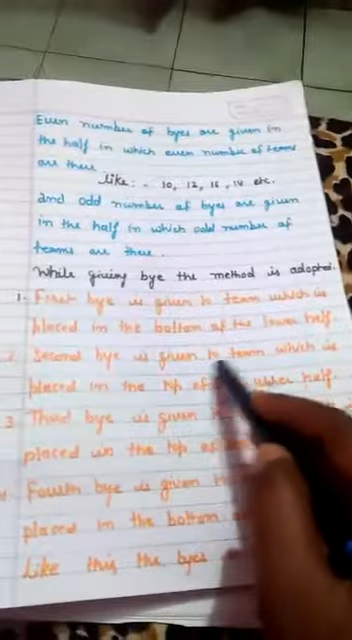 Even number of byes are given in
the half in which even number of teams
are there.
Like : - 10, 12, 16, 14 etc.
and odd number of byes are given
in the half in which odd number of
teams are there.
While giving bye the method is adopted.
1. First bye is given to team which is
placed in the bottom of the lower half.
2. Second bye is given to team which is
placed in the top of upper half.
3. Third bye is given
placed in the top of
Fourth bye is given
placed in the bottom
Like this the byes